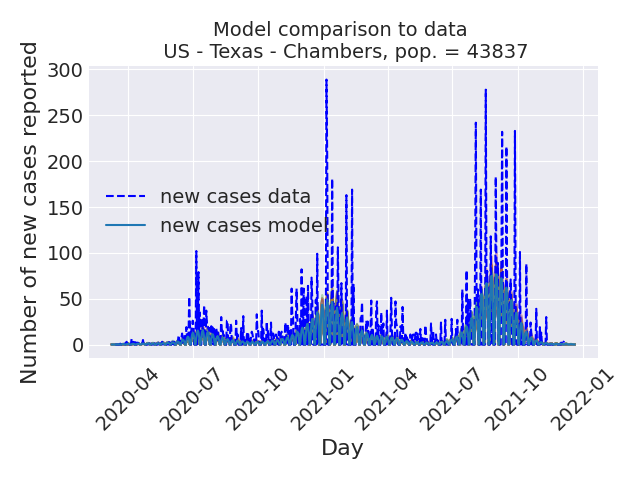 Model comparison to data
US - Texas - Chambers, pop. = 43837
Number of new cases reported
300
250
200
150
100
50
0
new cases data
new cases model
2020-04
2020-07
2020-10
2021-01
2021-04
2021-07
2021-10
2022-01
Day